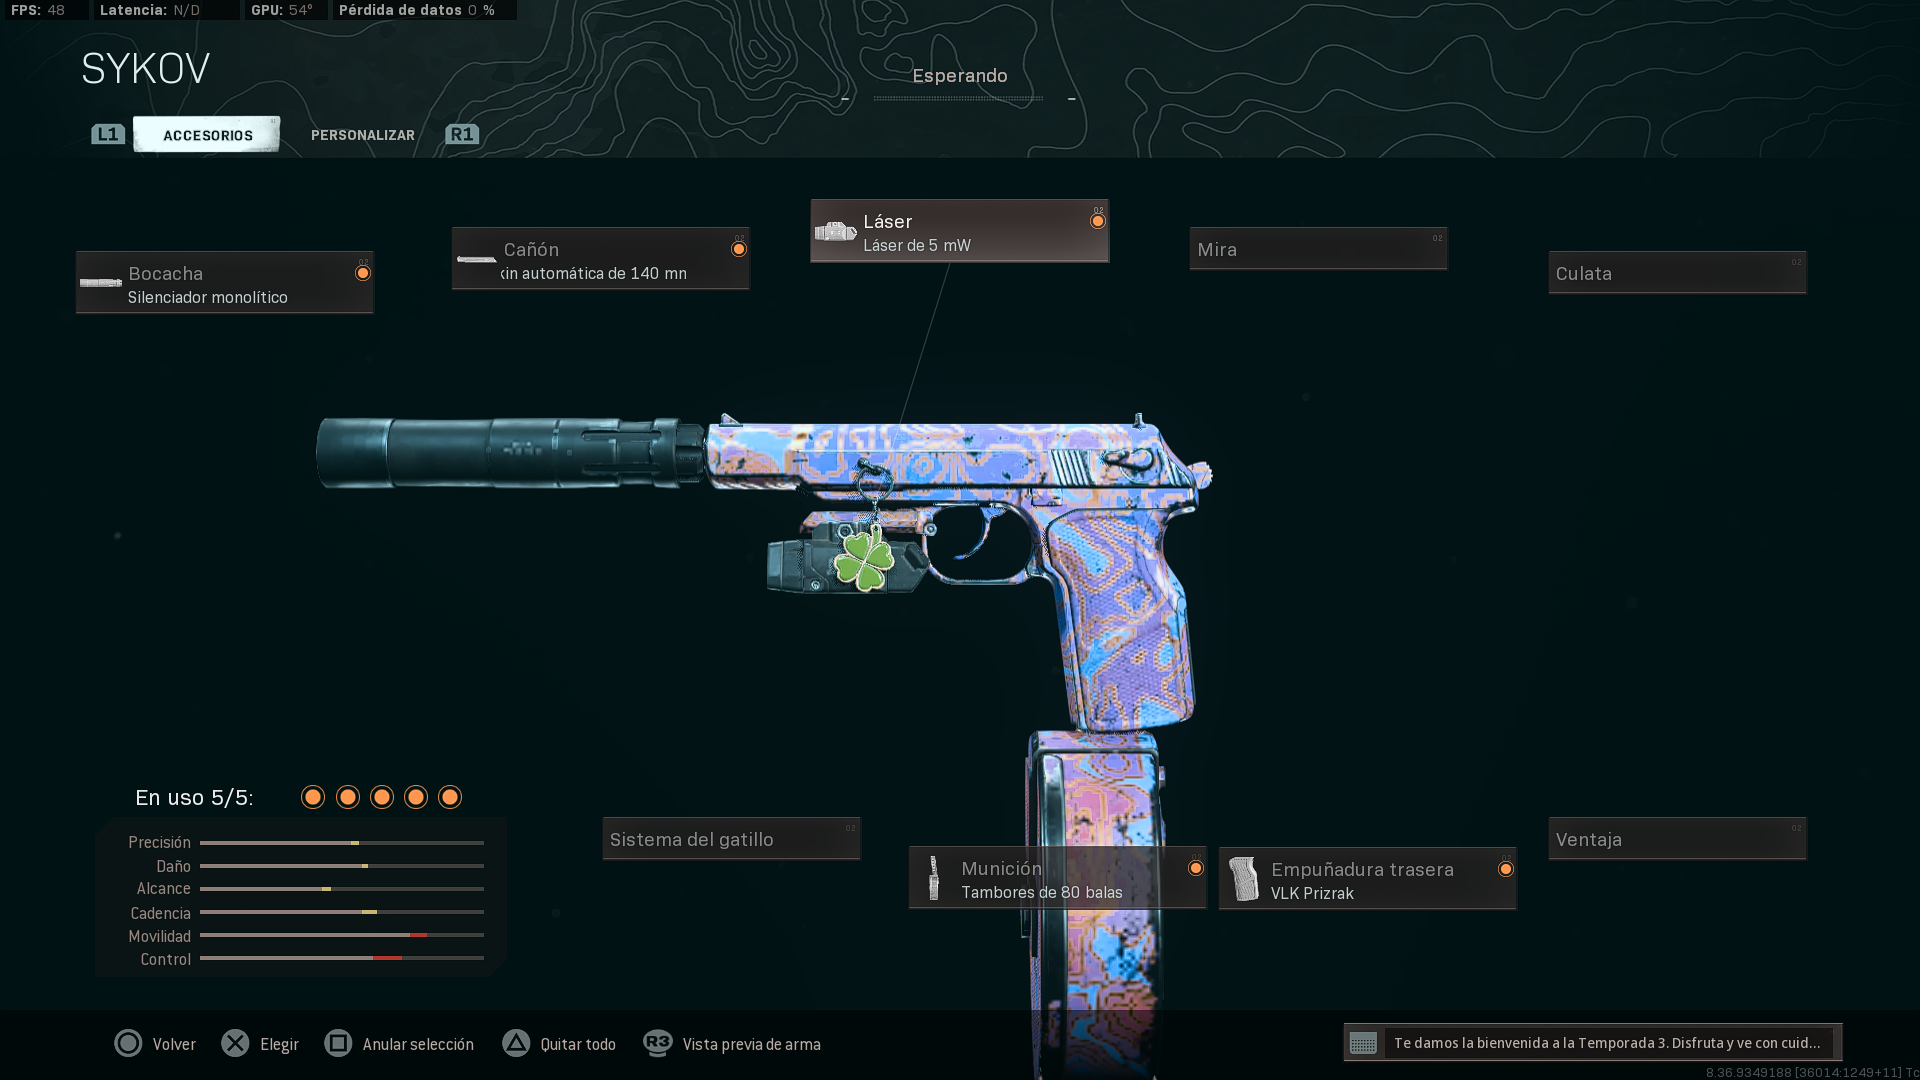 FPS: 48 Latencia: N/D GPU: 54° Pérdida de datos 0 %
SYKOV
Esperando
L1 ACCESORIOS PERSONALIZAR R1
Láser
Láser de 5 mW
Cañón
kin automática de 140 mn
Mira
Bocacha
Silenciador monolítico
Culata
En uso 5/5:
Precisión
Daño
Alcance
Cadencia
Movilidad
Control
Sistema del gatillo
Munición
Tambores de 80 balas
Empuñadura trasera
VLK Prizrak
Ventaja
Volver Elegir Anular selección Quitar todo R3 Vista previa de arma
Te damos la bienvenida a la Temporada 3. Disfruta y ve con cuid...
8.36.9349188 [36014:1249+11] Tc